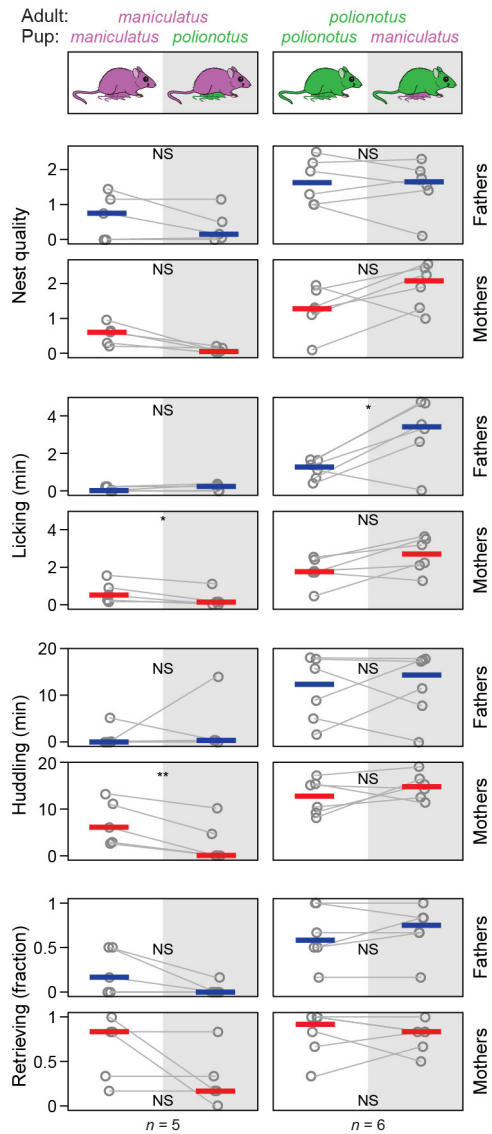 Adult: maniculatus polionotus
Pup: maniculatus polionotus polionotus maniculatus
Nest quality
2
1
0
NS
NS
Fathers
2
1
0
NS
NS
Mothers
Licking (min)
4
2
0
NS
*
Fathers
4
2
0
*
NS
Mothers
Huddling (min)
20
10
0
NS
NS
Fathers
20
10
0
**
NS
Mothers
Retrieving (fraction)
1
0.5
0
NS
NS
Fathers
1
0.5
0
NS
NS
Mothers
n = 5
n = 6